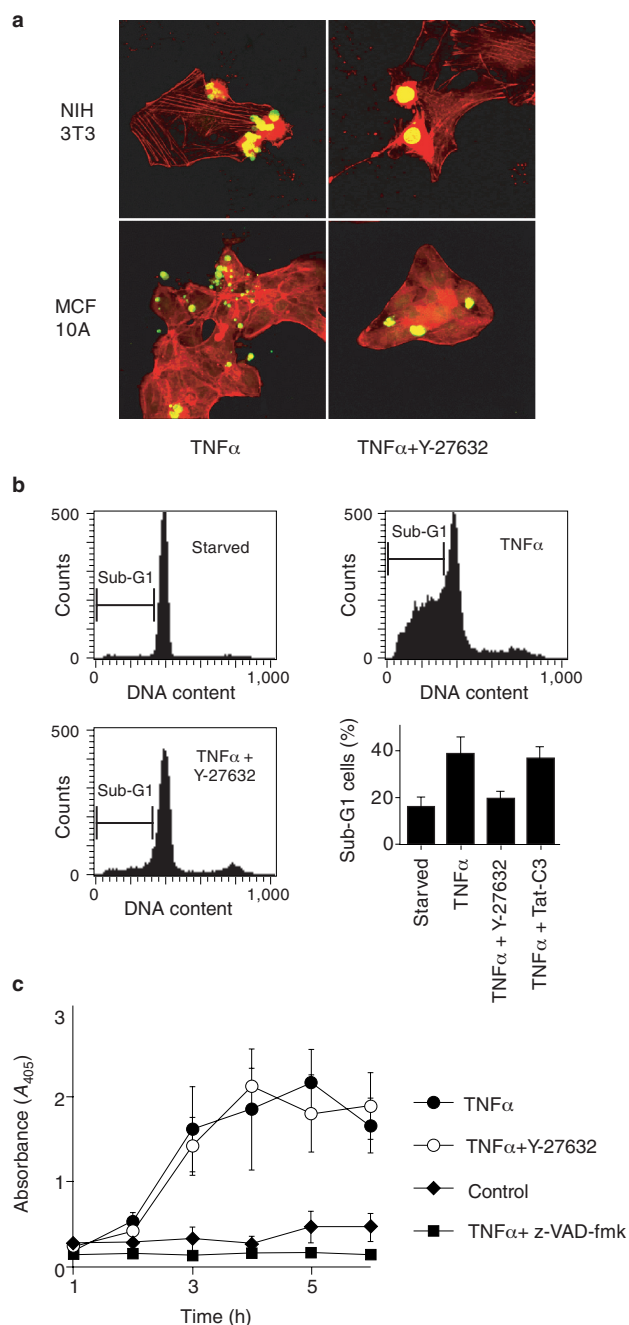 a
NIH
3T3
MCF
10A
TNFα
TNFα+Y-27632
b
500
Counts
0
Sub-G1
Starved
0
1,000
DNA content
500
Counts
0
Sub-G1
TNFα
0
400
1,000
DNA content
500
Counts
0
Sub-G1
TNFα +
Y-27632
0
400
1,000
DNA content
Sub-G1 cells (%)
40
20
0
Starved
TNFα
TNFα + Y-27632
TNFα + Tat-C3
c
Absorbance (A405)
3
2
1
0
1
3
5
Time (h)
TNFα
TNFα+Y-27632
Control
TNFα+ z-VAD-fmk